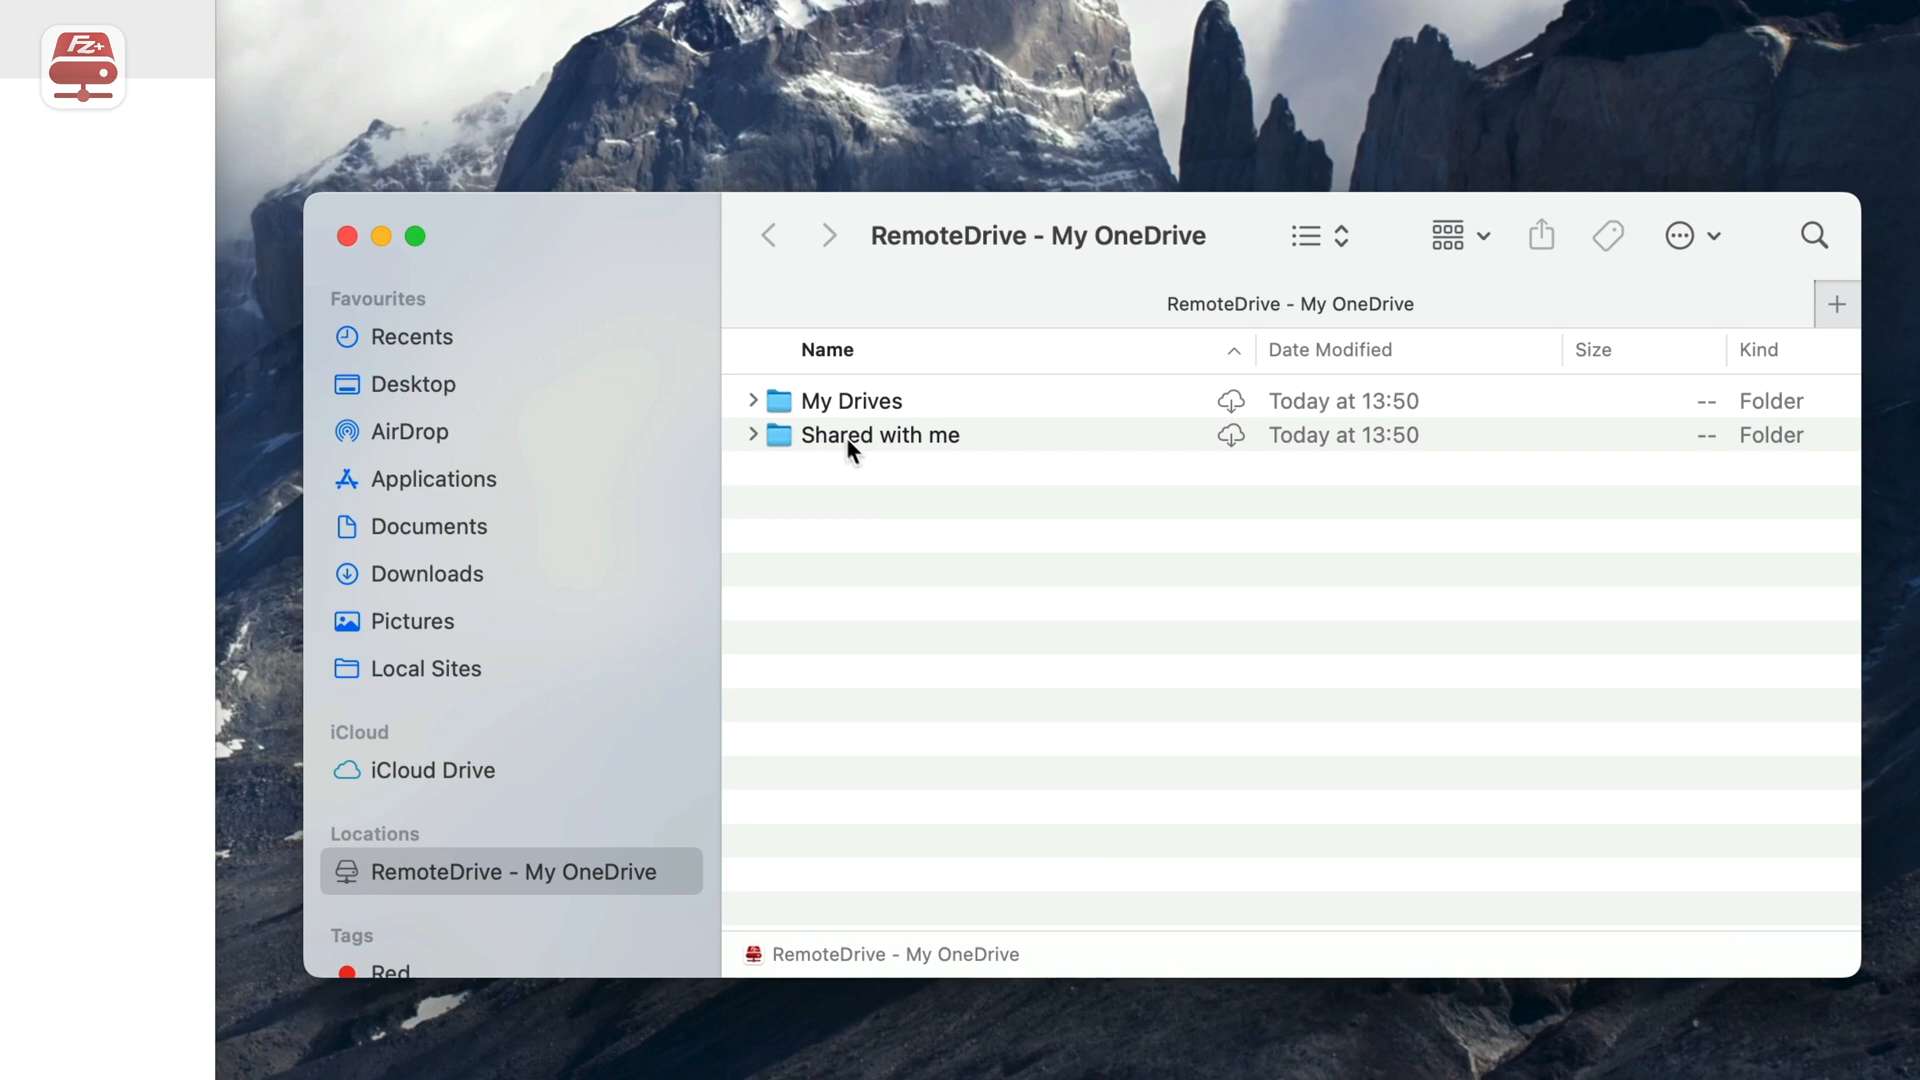 FZ+
RemoteDrive - My OneDrive
RemoteDrive - My OneDrive
Favourites
Recents
Desktop
AirDrop
Applications
Documents
Downloads
Pictures
Local Sites
iCloud
iCloud Drive
Locations
RemoteDrive - My OneDrive
Tags
Red
Name Date Modified Size Kind
My Drives Today at 13:50 -- Folder
Shared with me Today at 13:50 -- Folder
RemoteDrive - My OneDrive